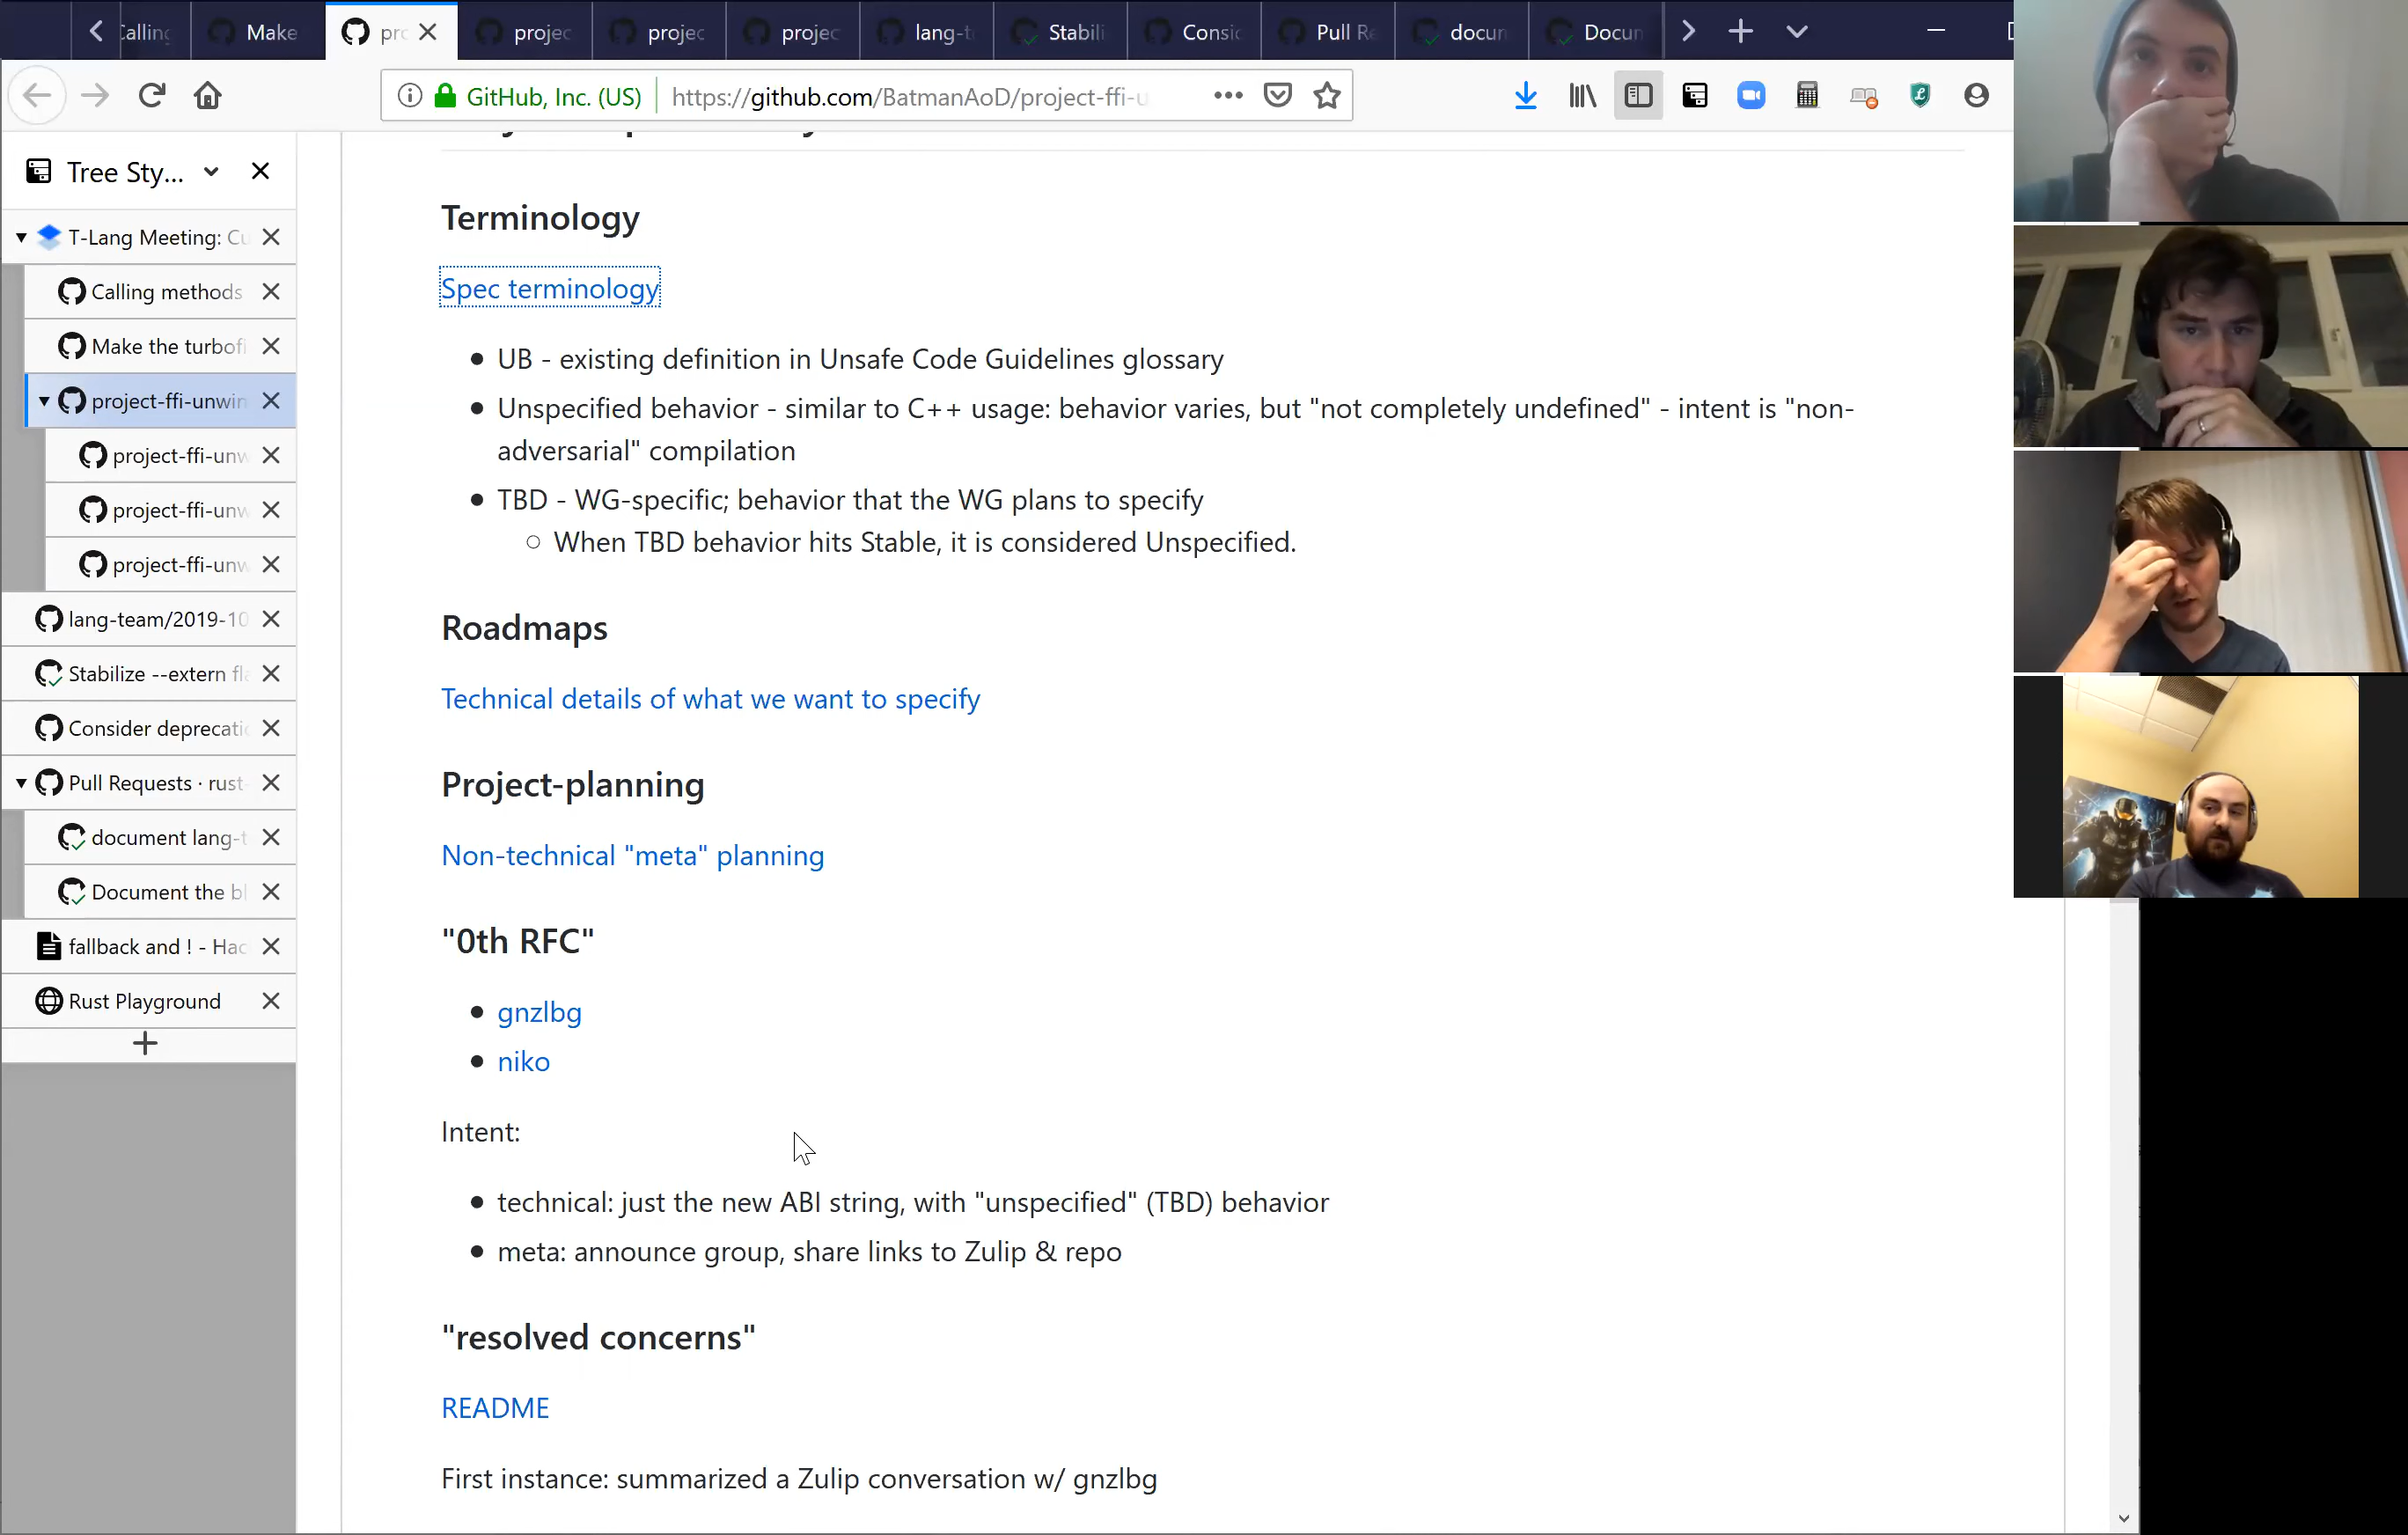 Calling
Make
pro
projec
projec
projec
lang-t
Stabili
Consid
Pull Re
docum
Docum
GitHub, Inc. (US)
https://github.com/BatmanAoD/project-ffi-u
Tree Sty...
T-Lang Meeting: Cu
Calling methods
Make the turbofi
project-ffi-unwin
project-ffi-unw
project-ffi-unw
project-ffi-unw
lang-team/2019-10
Stabilize --extern fla
Consider deprecatio
Pull Requests · rust-
document lang-t
Document the bl
fallback and ! - Hac
Rust Playground
Terminology
Spec terminology
UB - existing definition in Unsafe Code Guidelines glossary
Unspecified behavior - similar to C++ usage: behavior varies, but "not completely undefined" - intent is "non-
adversarial" compilation
TBD - WG-specific; behavior that the WG plans to specify
When TBD behavior hits Stable, it is considered Unspecified.
Roadmaps
Technical details of what we want to specify
Project-planning
Non-technical "meta" planning
"0th RFC"
gnzlbg
niko
Intent:
technical: just the new ABI string, with "unspecified" (TBD) behavior
meta: announce group, share links to Zulip & repo
"resolved concerns"
README
First instance: summarized a Zulip conversation w/ gnzlbg